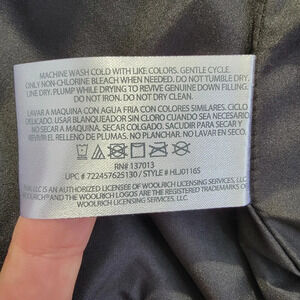 MACHINE WASH COLD WITH LIKE COLORS. GENTLE CYCLE.
ONLY NON-CHLORINE BLEACH WHEN NEEDED. DO NOT TUMBLE DRY.
LINE DRY. PLUMP WHILE DRYING TO REVIVE GENUINE DOWN FILLING.
DO NOT IRON. DO NOT DRY CLEAN.
LAVAR A MAQUINA CON AGUA FRIA CON COLORES SIMILARES. CICLO
DELICADO. USAR BLANQUEADOR SIN CLORO CUANDO SEA NECESARIO.
NO SECAR A MAQUINA. SECAR COLGADO. SACUDIR PARA SECAR Y
REVIVIR EL RELLENO DE PLUMAS. NO PLANCHAR. NO LAVAR EN SECO.
RN# 137013
UPC # 722457625130 / STYLE # HLJ01165
LLC IS AN AUTHORIZED LICENSEE OF WOOLRICH LICENSING SERVICES, LLC.
AND THE WOOLRICH LOGOS ARE THE REGISTERED TRADEMARKS OF
WOOLRICH LICENSING SERVICES, LLC